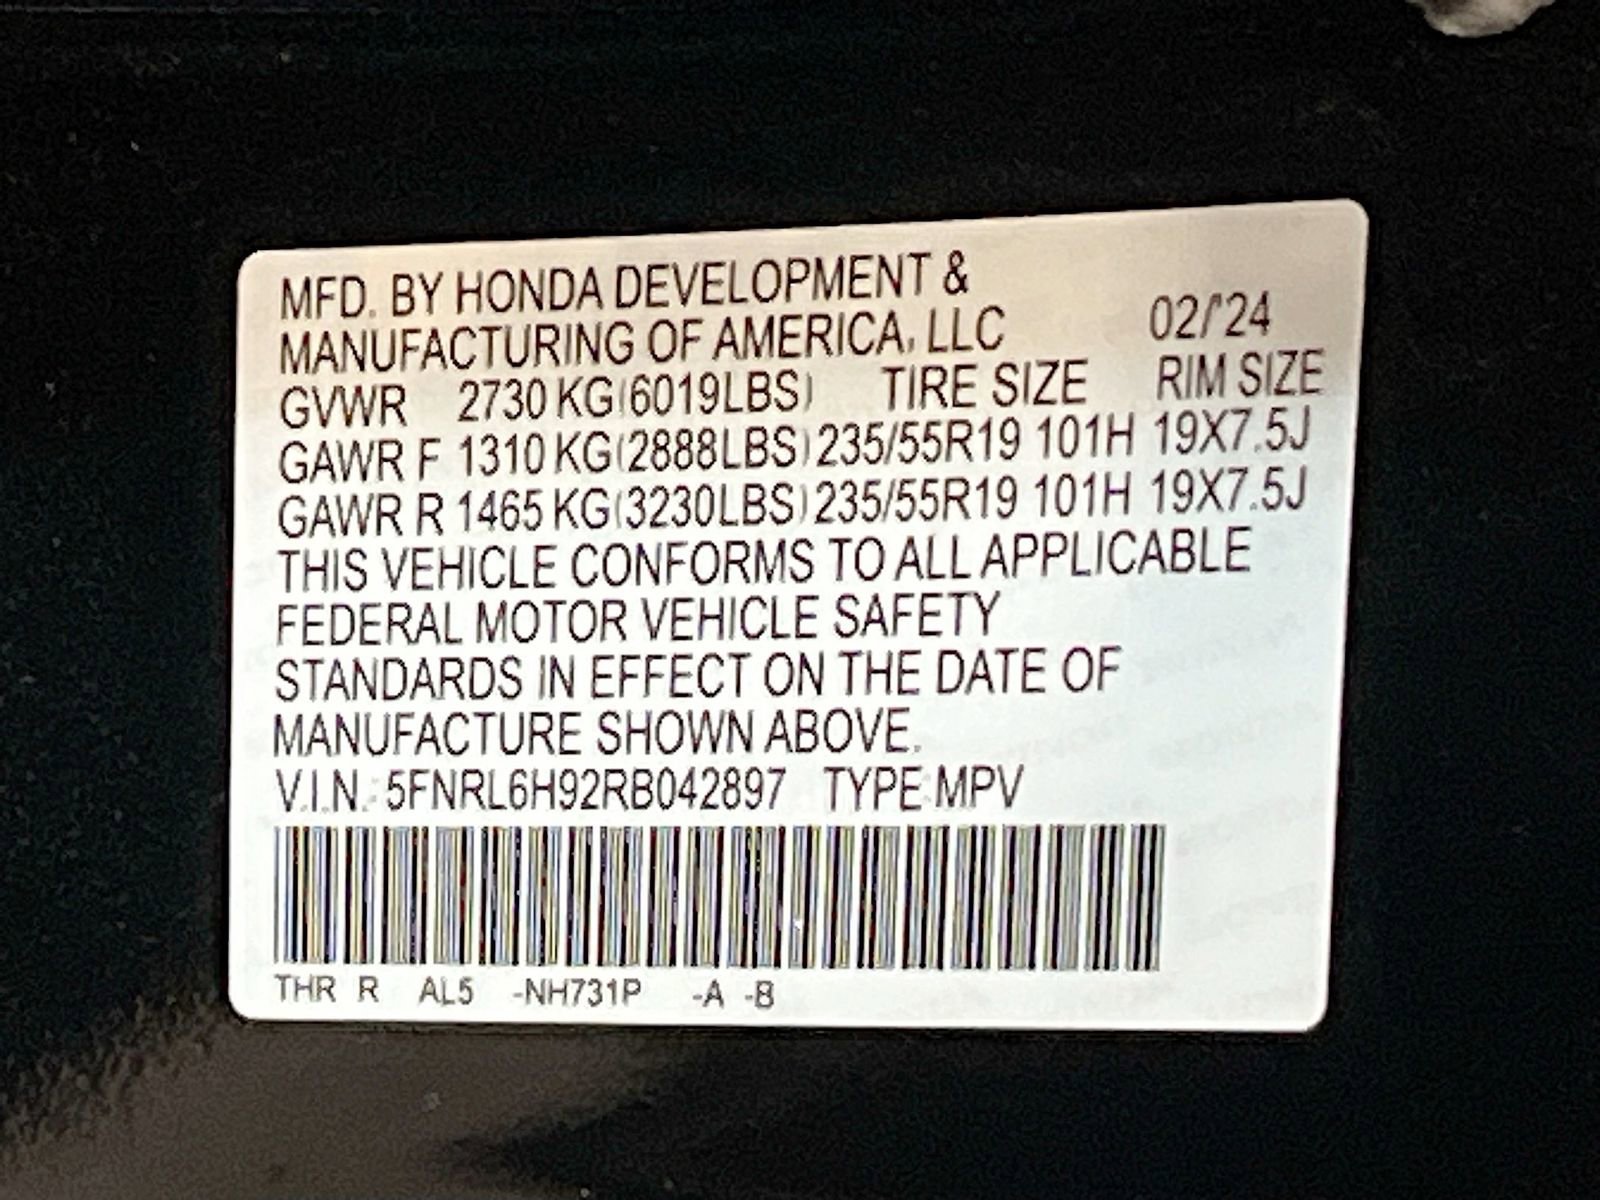 MFD. BY HONDA DEVELOPMENT &
MANUFACTURING OF AMERICA, LLC 02/'24
GVWR 2730 KG(6019LBS) TIRE SIZE RIM SIZE
GAWR F 1310 KG(2888LBS) 235/55R19 101H 19X7.5J
GAWR R 1465 KG(3230LBS) 235/55R19 101H 19X7.5J
THIS VEHICLE CONFORMS TO ALL APPLICABLE
FEDERAL MOTOR VEHICLE SAFETY
STANDARDS IN EFFECT ON THE DATE OF
MANUFACTURE SHOWN ABOVE.
V.I.N. 5FNRL6H92RB042897 TYPE MPV
THR R AL5 -NH731P -A -B